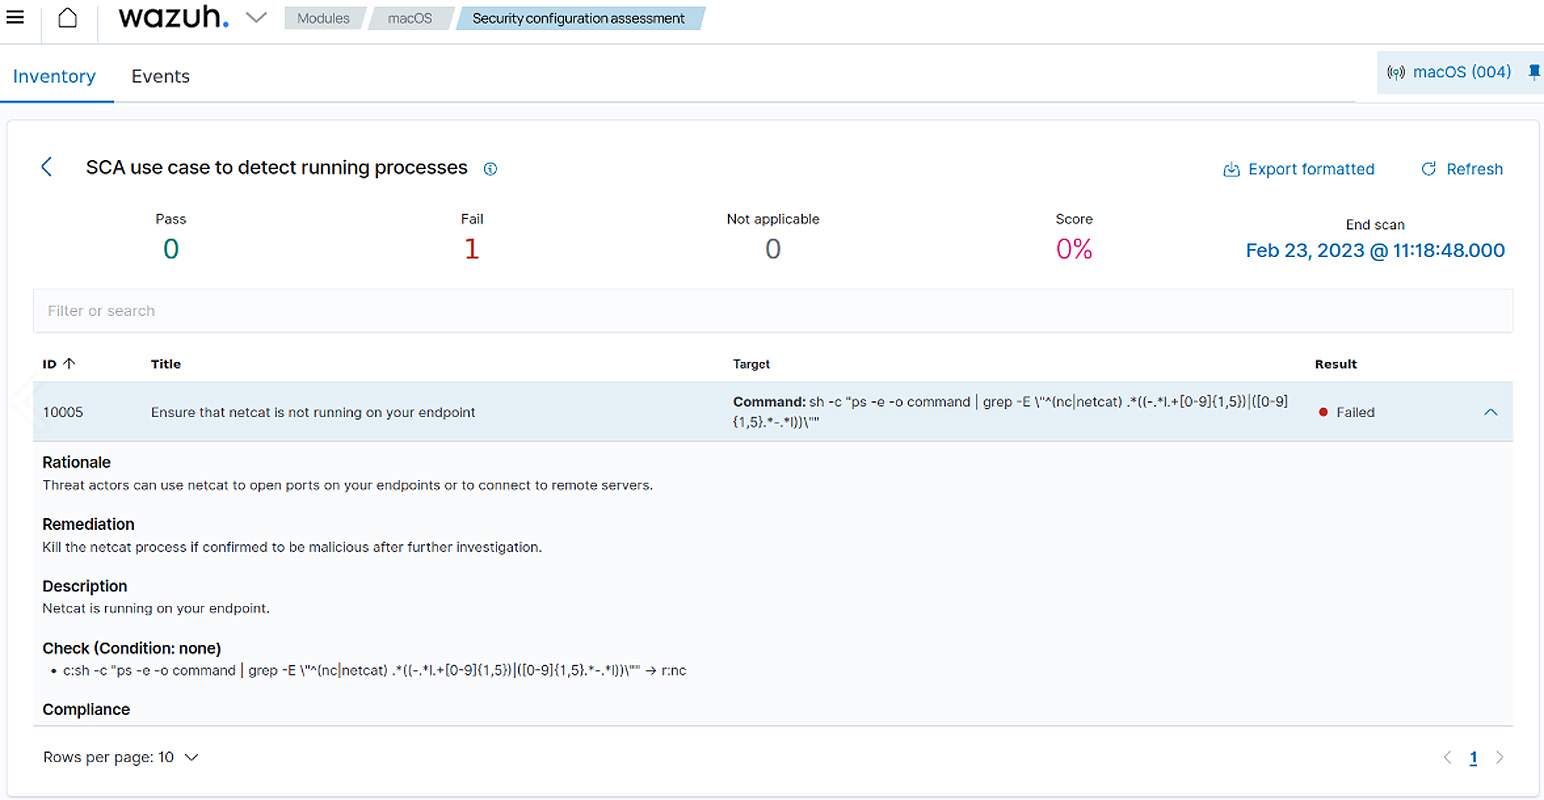 wazuh. Modules macOS Security configuration assessment
Inventory Events
macOS (004)
SCA use case to detect running processes
Export formatted Refresh
Pass Fail Not applicable Score End scan
0 1 0 0% Feb 23, 2023 @ 11:18:48.000
Filter or search
ID Title Target Result
10005 Ensure that netcat is not running on your endpoint Command: sh -c "ps -e -o command | grep -E \"^(nc|netcat) .*((-.*l.+[0-9]{1,5})|([0-9]
{1,5}.*-.*l))\"" Failed
Rationale
Threat actors can use netcat to open ports on your endpoints or to connect to remote servers.
Remediation
Kill the netcat process if confirmed to be malicious after further investigation.
Description
Netcat is running on your endpoint.
Check (Condition: none)
• c:sh -c "ps -e -o command | grep -E \"^(nc|netcat) .*((-.*l.+[0-9]{1,5})|([0-9]{1,5}.*-.*l))\"" → r:nc
Compliance
Rows per page: 10
1